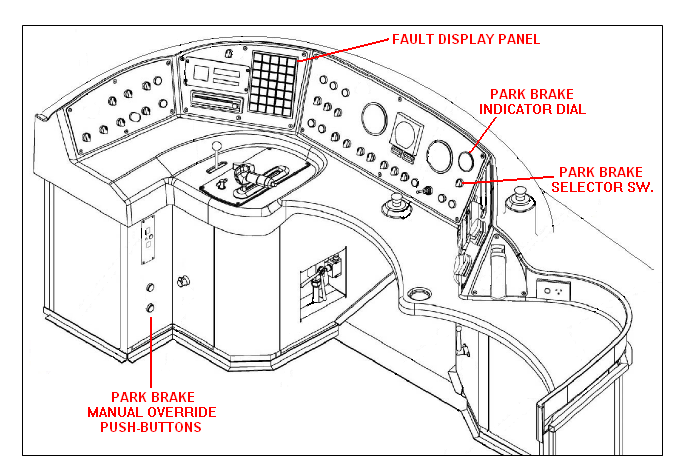 FAULT DISPLAY PANEL
PARK BRAKE
INDICATOR DIAL
PARK BRAKE
SELECTOR SW.
PARK BRAKE
MANUAL OVERRIDE
PUSH-BUTTONS